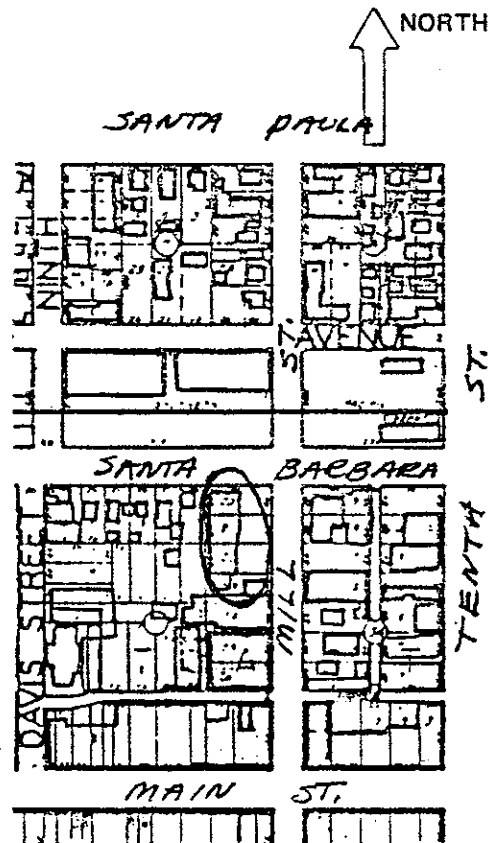 NORTH
SANTA PAULA
NINTH
ST.
AVENUE
ST.
SANTA BARBARA
DAVIS STREET
MILL
TENTH
MAIN ST.